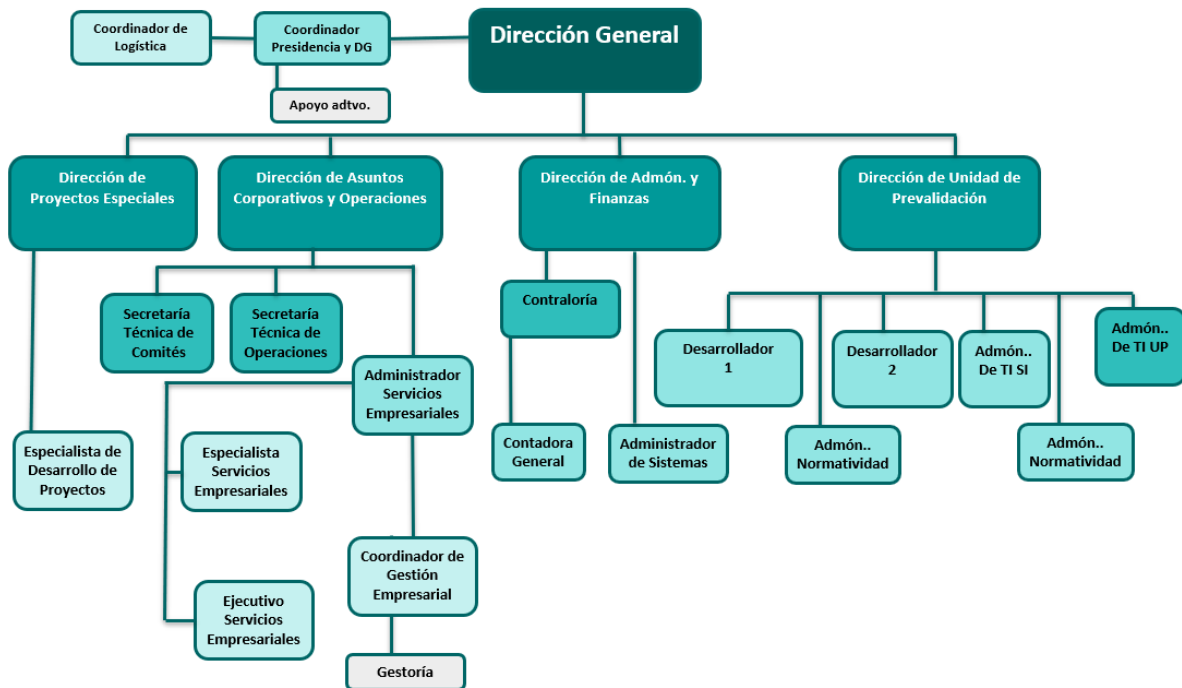 Dirección General
Coordinador de
Logística
Coordinador
Presidencia y DG
Apoyo adtvo.
Dirección de
Proyectos Especiales
Dirección de Asuntos
Corporativos y Operaciones
Dirección de Admón. y
Finanzas
Dirección de Unidad de
Prevalidación
Secretaría
Técnica de
Comités
Secretaría
Técnica de
Operaciones
Administrador
Servicios
Empresariales
Contraloría
Desarrollador
1
Desarrollador
2
Admón..
De TI SI
Admón..
De TI UP
Especialista de
Desarrollo de
Proyectos
Especialista
Servicios
Empresariales
Contadora
General
Administrador
de Sistemas
Admón..
Normatividad
Admón..
Normatividad
Coordinador de
Gestión
Empresarial
Ejecutivo
Servicios
Empresariales
Gestoría